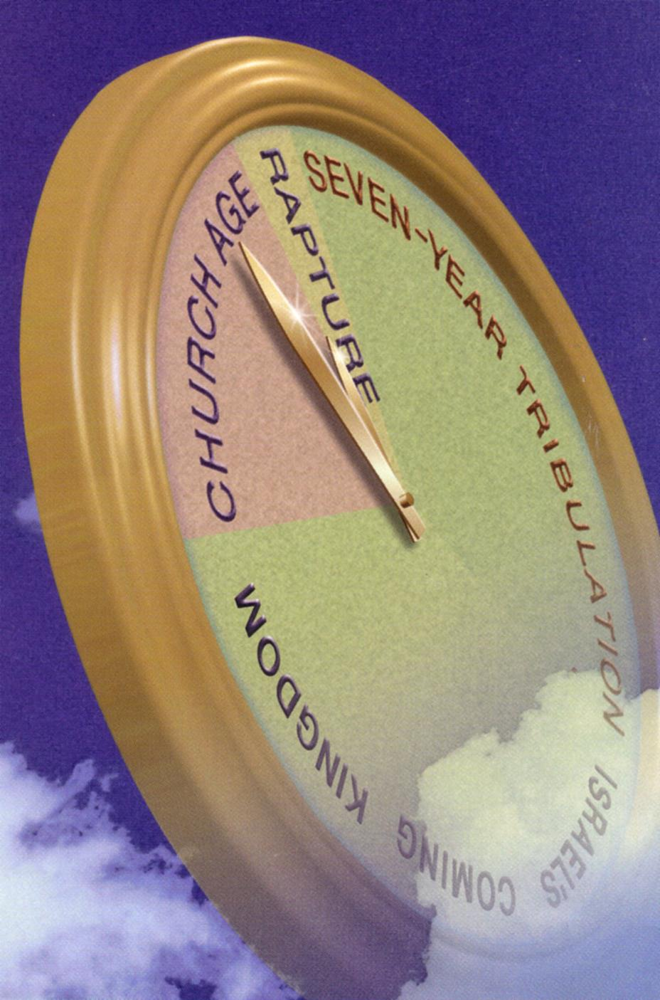 CHURCH AGE
RAPTURE
SEVEN-YEAR TRIBULATION
ISRAEL'S COMING KINGDOM